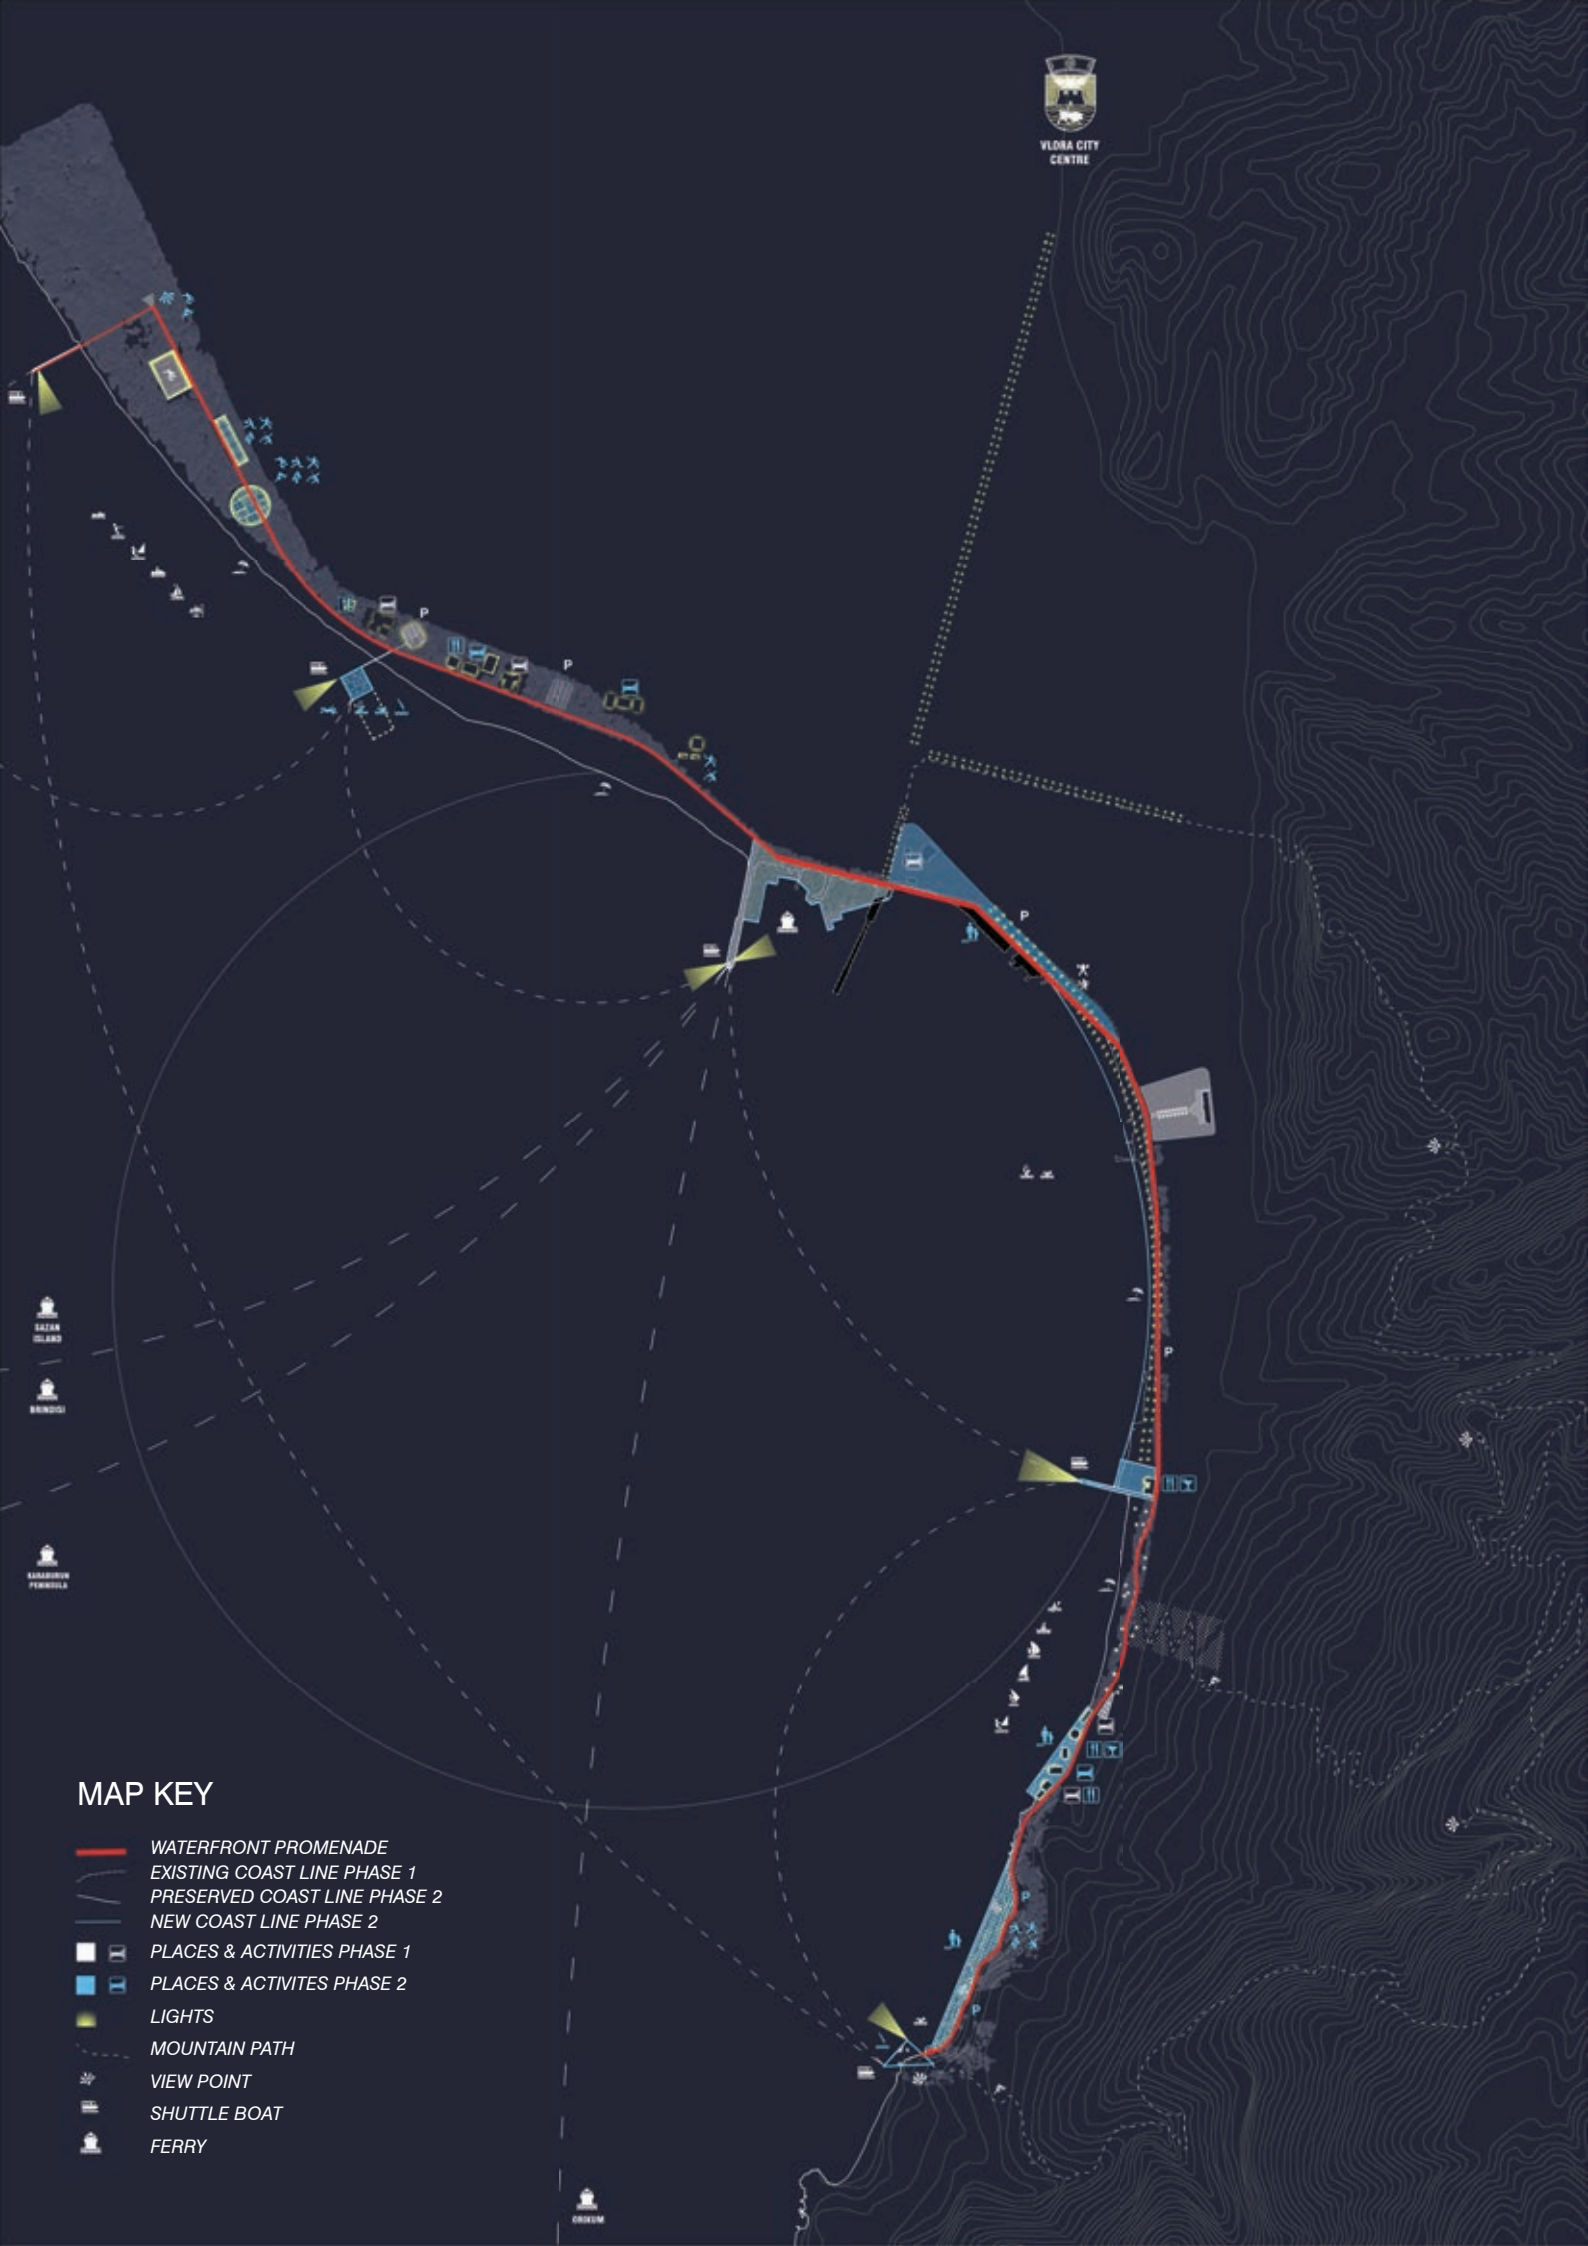 VLORA CITY
CENTRE
P
P
P
SAZAN
ISLAND
P
BRINDISI
KARABURUN
PENINSULA
MAP KEY
WATERFRONT PROMENADE
EXISTING COAST LINE PHASE 1
PRESERVED COAST LINE PHASE 2
NEW COAST LINE PHASE 2
P
PLACES & ACTIVITIES PHASE 1
PLACES & ACTIVITES PHASE 2
P
LIGHTS
MOUNTAIN PATH
VIEW POINT
SHUTTLE BOAT
FERRY
ORIKUM